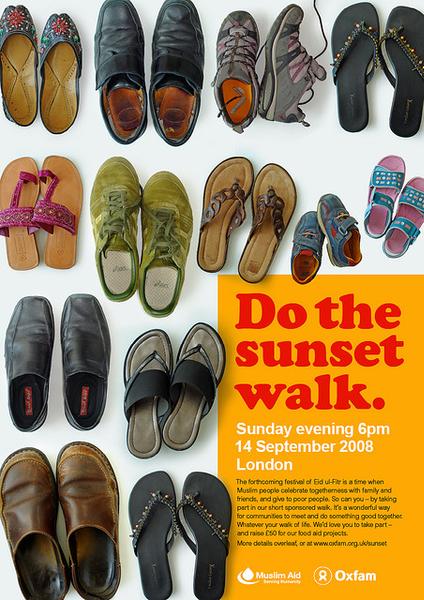 Do the
sunset
walk.
Sunday evening 6pm
14 September 2008
London
The forthcoming festival of Eid ul-Fitr is a time when
Muslim people celebrate togetherness with family and
friends, and give to poor people. So can you – by taking
part in our short sponsored walk. It's a wonderful way
for communities to meet and do something good together.
Whatever your walk of life. We'd love you to take part –
and raise £50 for our food aid projects.
More details overleaf, or at www.oxfam.org.uk/sunset
Muslim Aid
Serving Humanity
Oxfam